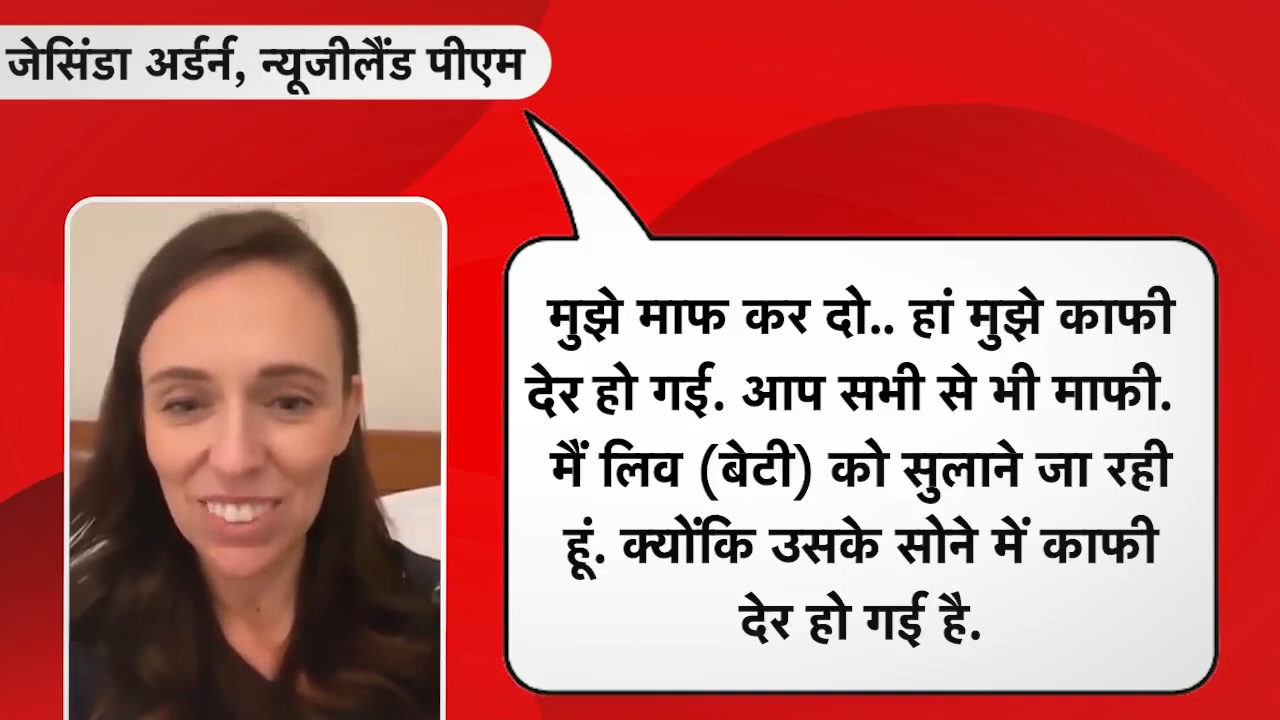 जेसिंडा अर्डर्न, न्यूजीलैंड पीएम
मुझे माफ कर दो.. हां मुझे काफी
देर हो गई. आप सभी से भी माफी.
मैं लिव (बेटी) को सुलाने जा रही
हूं. क्योंकि उसके सोने में काफी
देर हो गई है.